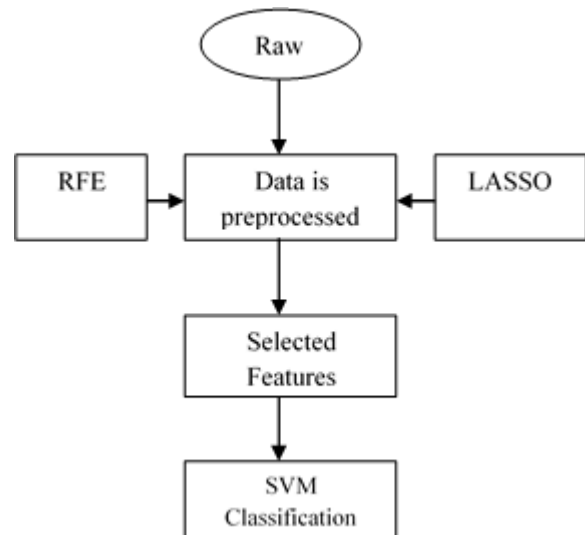 Raw
RFE
Data is
preprocessed
LASSO
Selected
Features
SVM
Classification